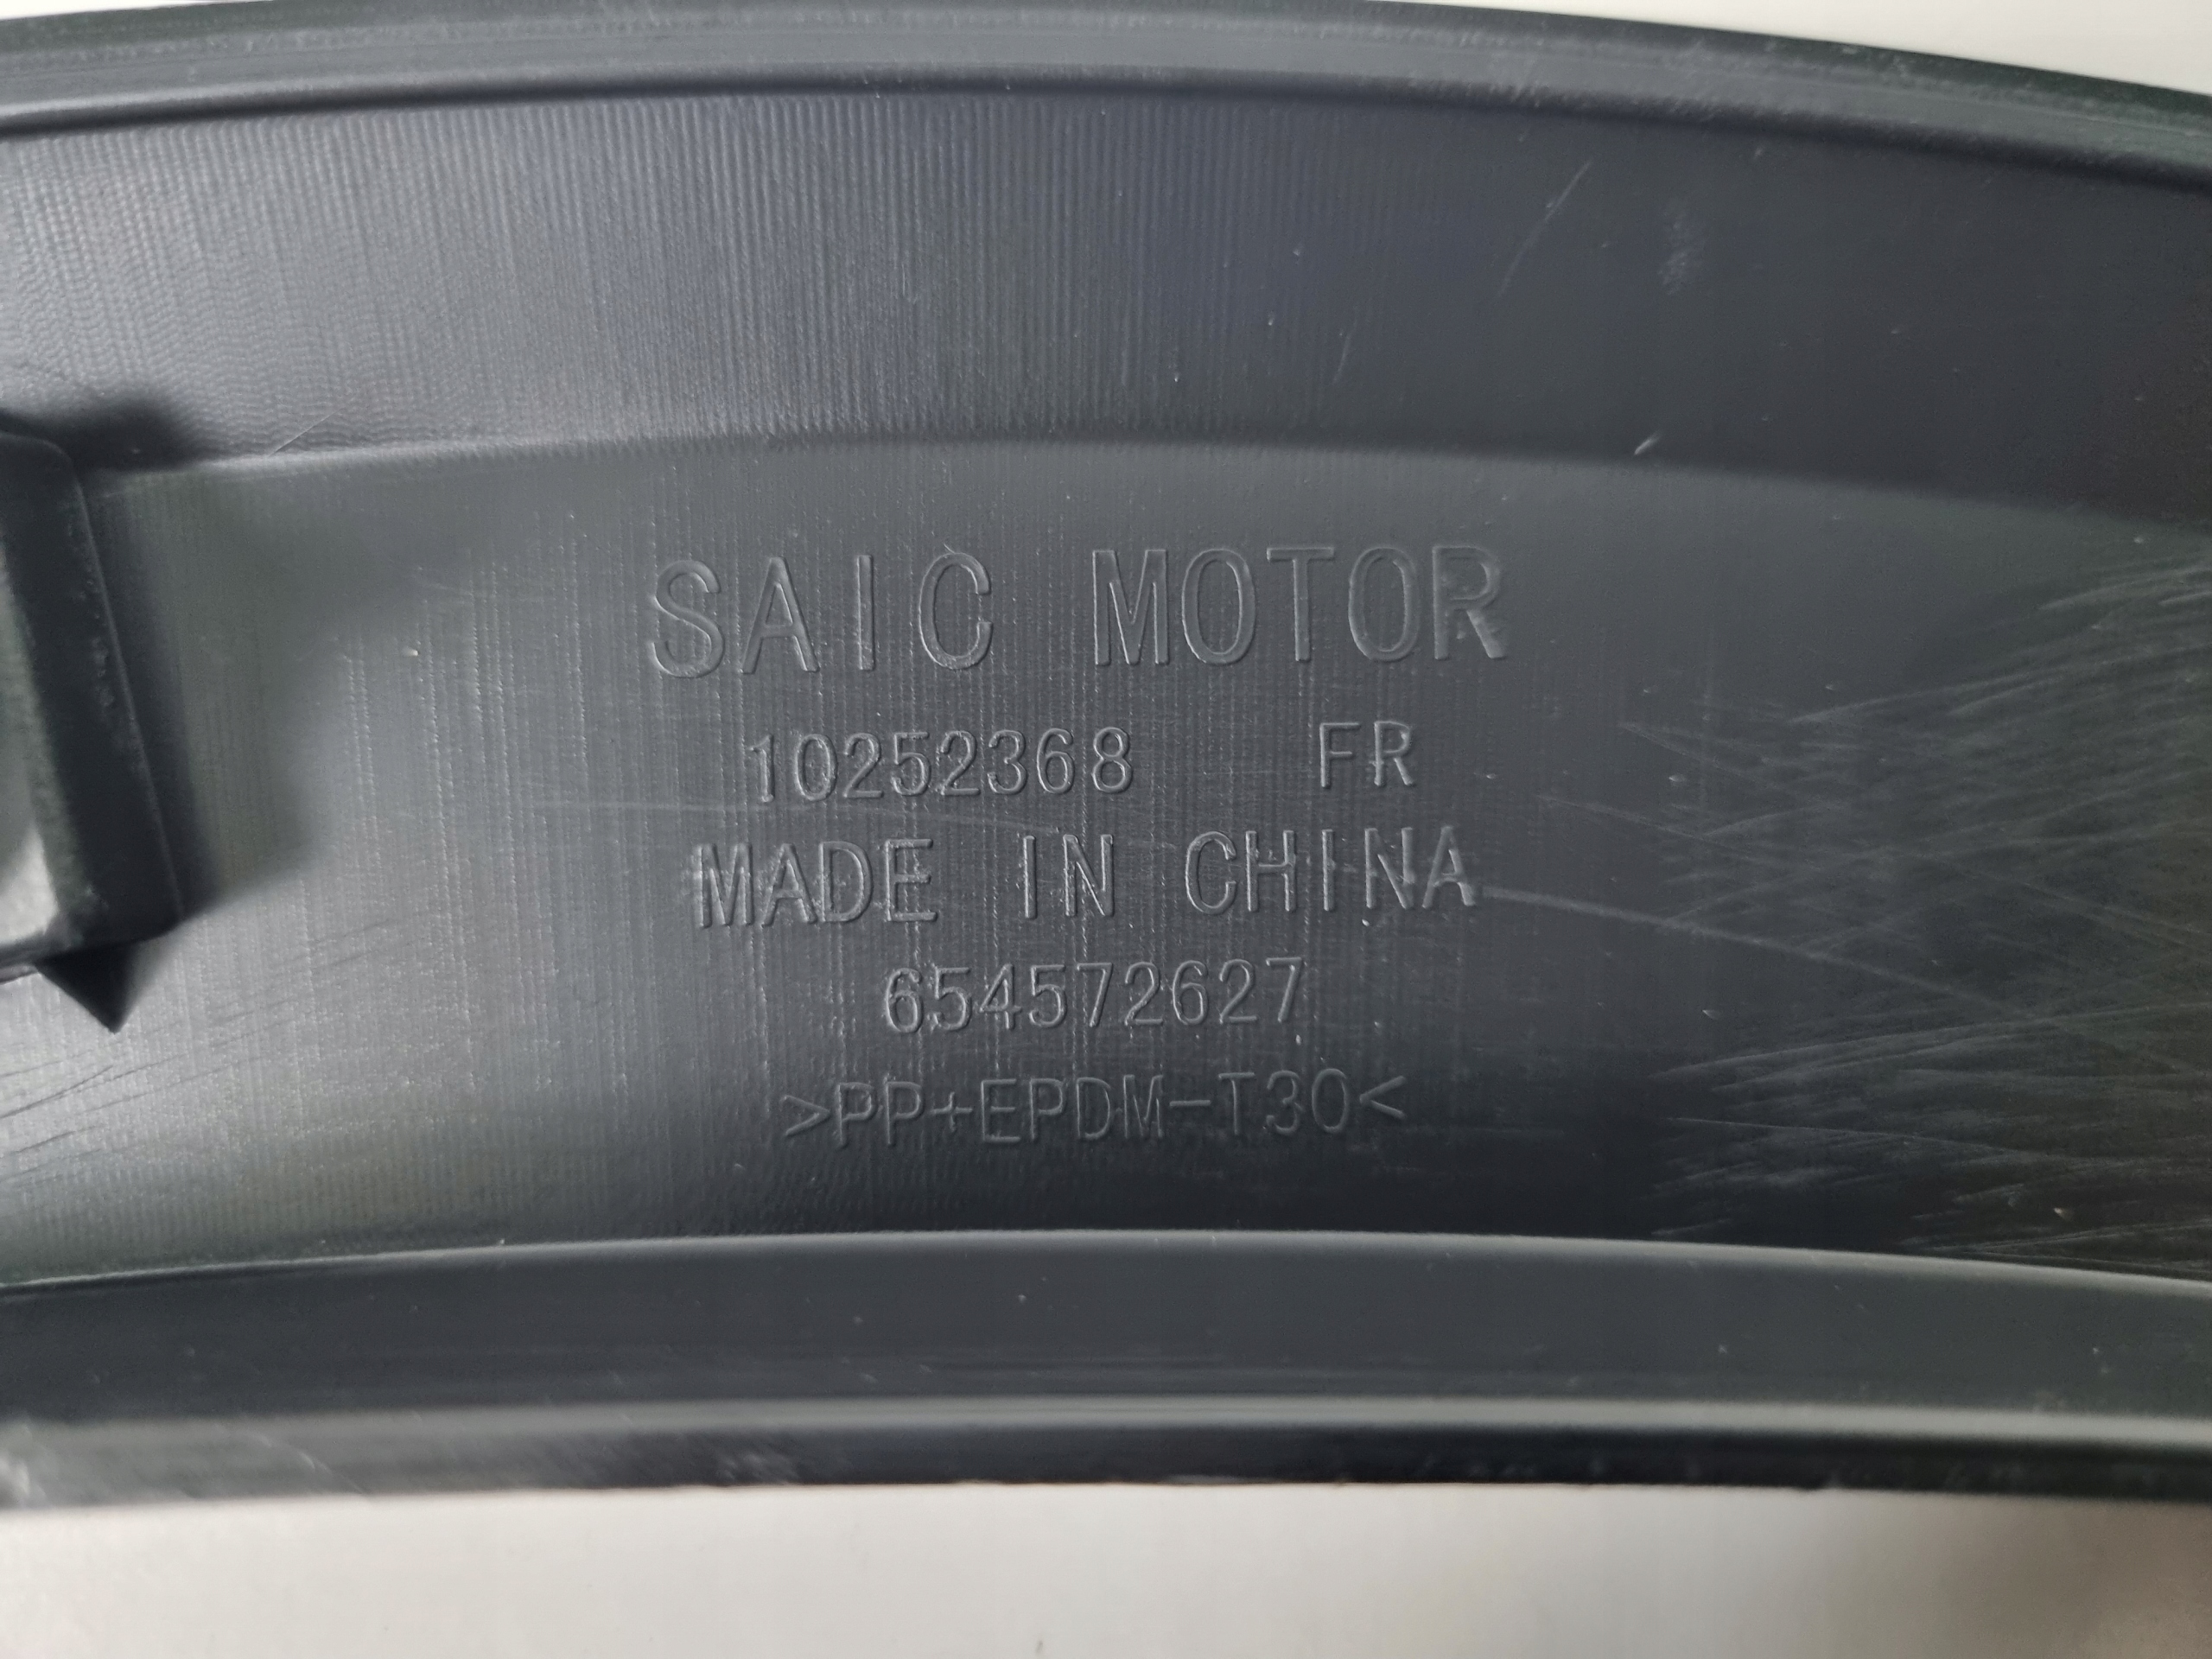 SAIC MOTOR
10252368 FR
MADE IN CHINA
654572627
>PP+EPDM-T30<